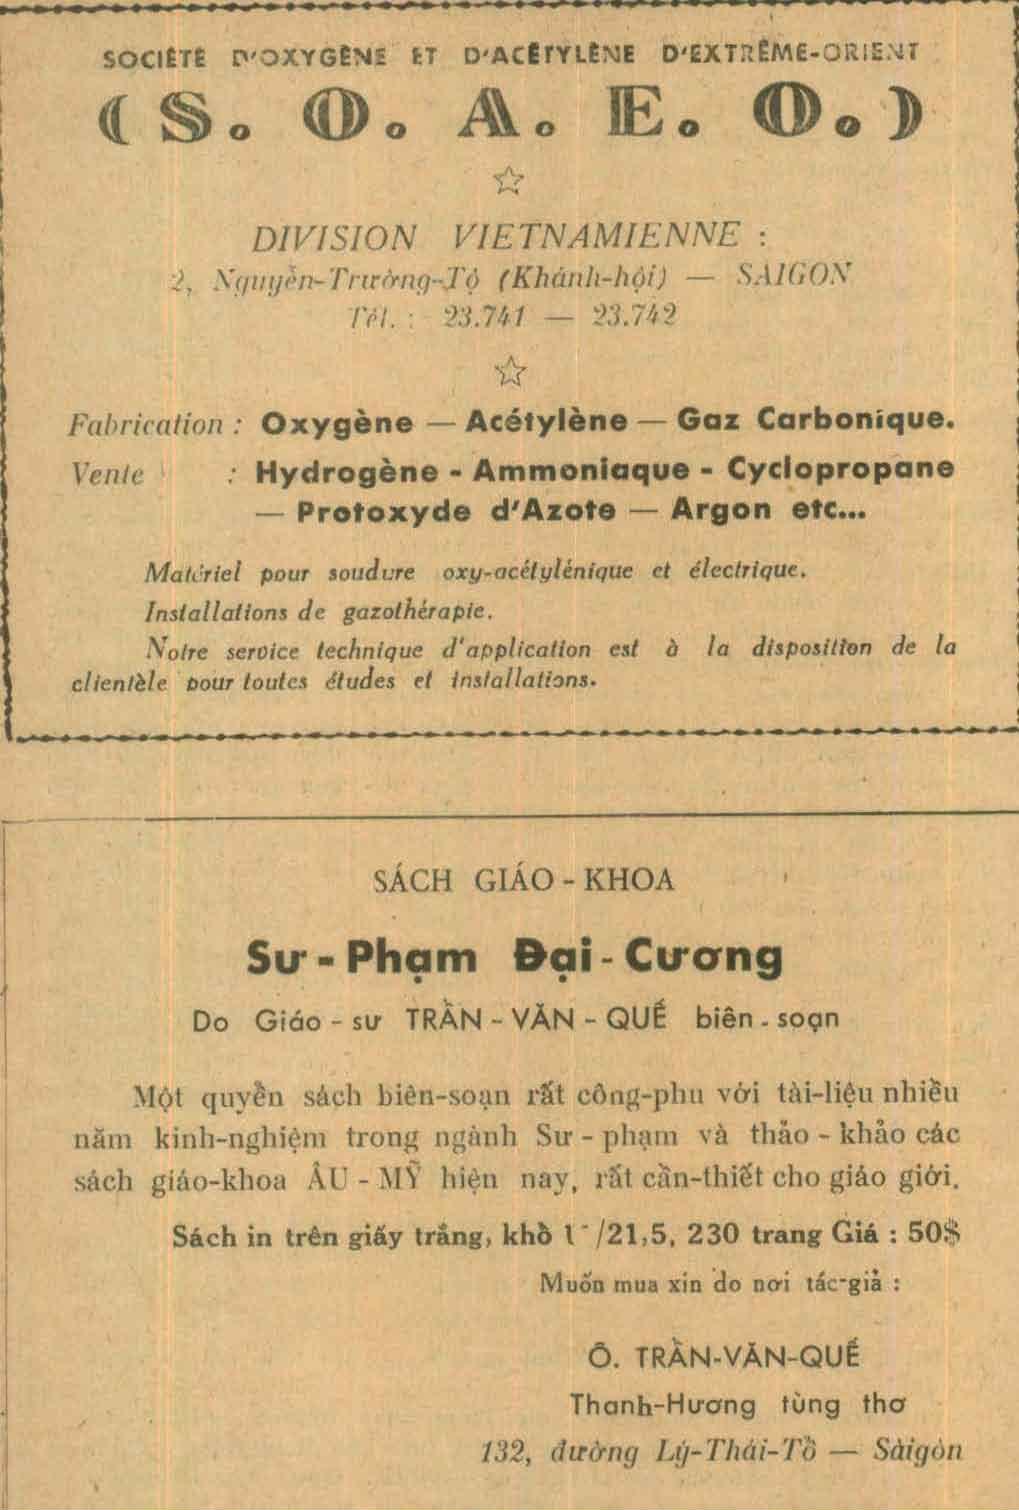 SOCIÉTÉ D'OXYGÈNE ET D'ACÉTYLÈNE D'EXTRÊME-ORIENT
( S. O. A. E. O. )
DIVISION VIETNAMIENNE :
2, Nguyễn-Trường-Tộ (Khánh-hội) — SAIGON
Tél. : 23.741 — 23.742
Fabrication : Oxygène — Acétylène — Gaz Carbonique.
Vente : Hydrogène - Ammoniaque - Cyclopropane
— Protoxyde d'Azote — Argon etc...
Matériel pour soudure oxy-acétylénique et électrique.
Installations de gazothérapie.
Notre service technique d'application est à la disposition de la
clientèle pour toutes études et installations.
SÁCH GIÁO - KHOA
Sư - Phạm Đại - Cương
Do Giáo - sư TRẦN - VĂN - QUẾ biên - soạn
Một quyển sách biên-soạn rất công-phu với tài-liệu nhiều
năm kinh-nghiệm trong ngành Sư - phạm và thảo - khảo các
sách giáo-khoa ÂU - MỸ hiện nay, rất cần-thiết cho giáo giới.
Sách in trên giấy trắng, khổ /21,5, 230 trang Giá : 50$
Muốn mua xin do nơi tác-giả :
Ô. TRẦN-VĂN-QUẾ
Thanh-Hương tùng thơ
132, đường Lý-Thái-Tổ — Sàigòn